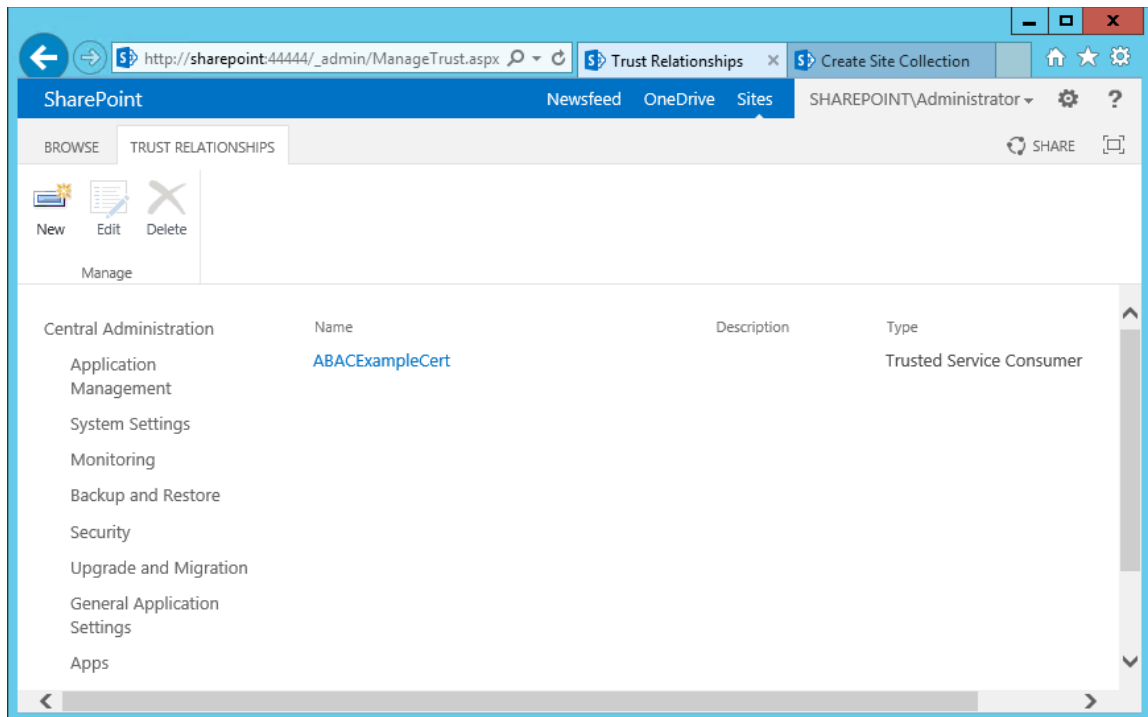 http://sharepoint:44444/_admin/ManageTrust.aspx
Trust Relationships
Create Site Collection
SharePoint
Newsfeed OneDrive Sites SHAREPOINT\Administrator ?
BROWSE TRUST RELATIONSHIPS SHARE
New Edit Delete
Manage
Central Administration
Application
Management
System Settings
Monitoring
Backup and Restore
Security
Upgrade and Migration
General Application
Settings
Apps
Name Description Type
ABACExampleCert Trusted Service Consumer